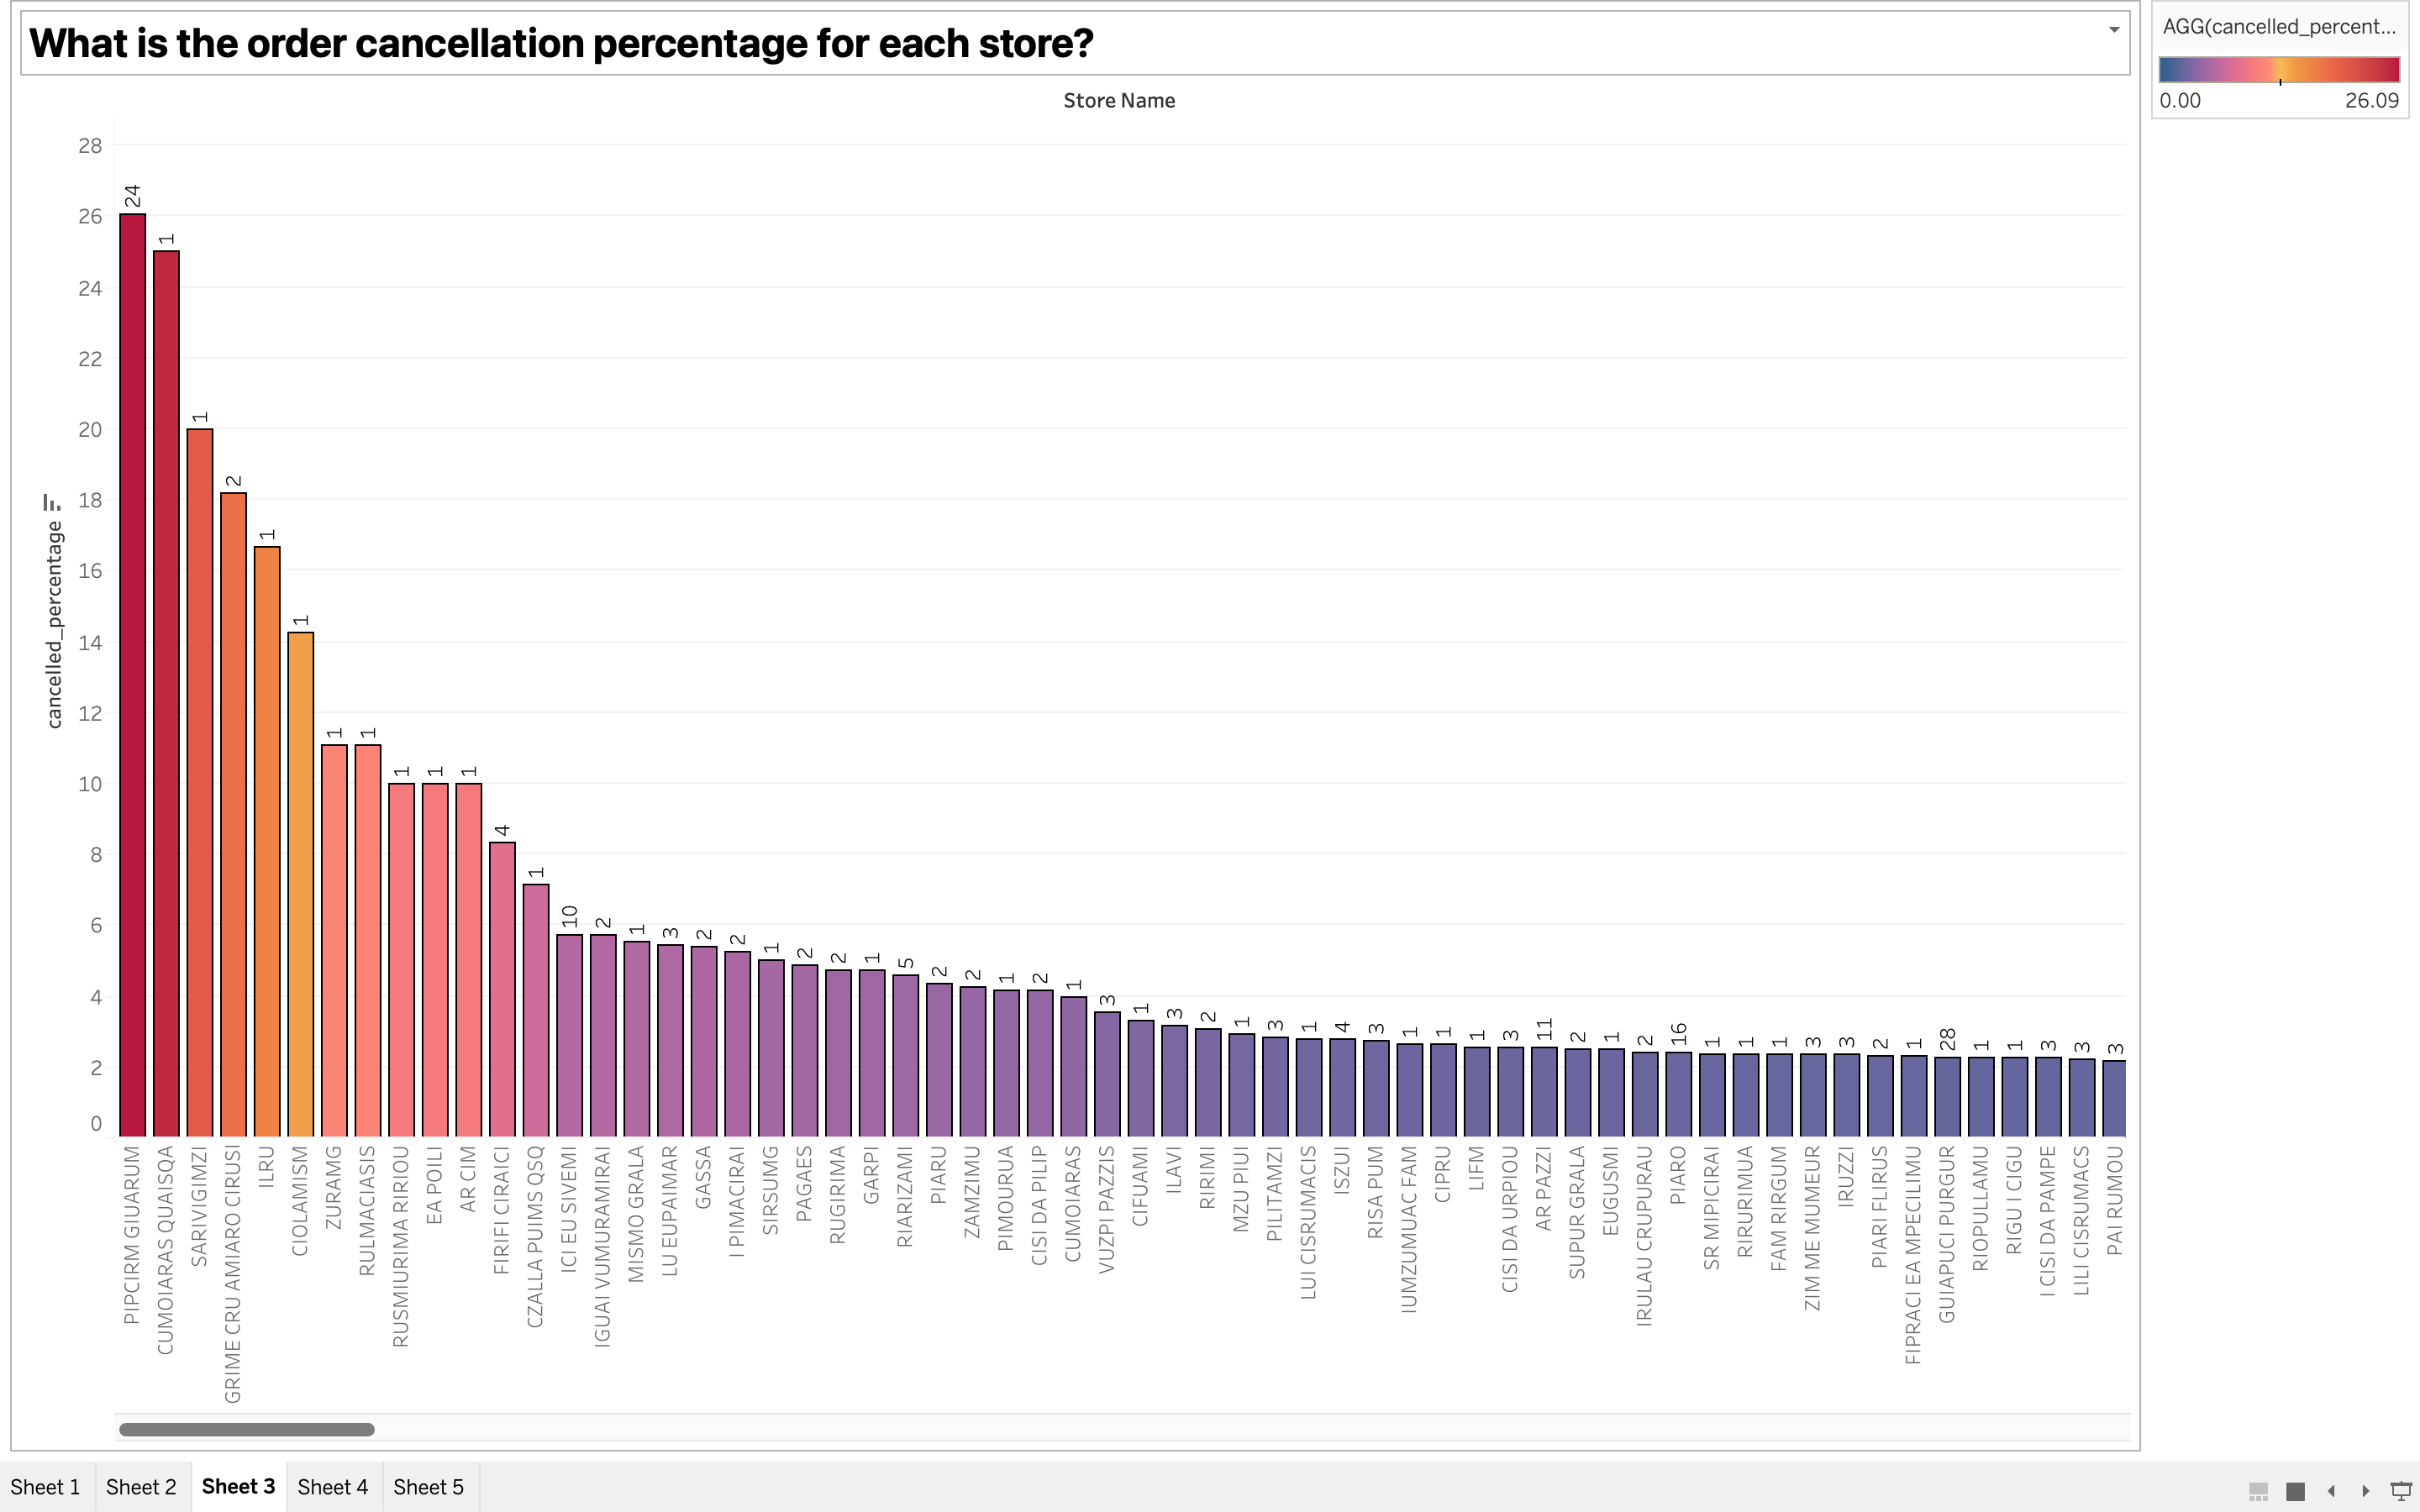 What is the order cancellation percentage for each store?
AGG(cancelled_percent...
0.00 26.09
Store Name
cancelled_percentage
28
26
24
22
20
18
16
14
12
10
8
6
4
2
0
24
1
1
2
1
1
1
1
1
1
1
4
1
10
2
1
3
2
2
1
2
2
1
5
2
2
1
2
1
3
1
3
2
1
3
1
4
3
1
1
1
3
11
2
1
2
16
1
1
1
3
3
2
1
28
1
1
3
3
3
PIPCIRM GIUARUM
CUMOIARAS QUAISQA
SARIVIGIMZI
GRIME CRU AMIARO CIRUSI
ILRU
CIOLAMISM
ZURAMG
RULMACIASIS
RUSMURIMA RIRIOU
EA POILI
AR CIM
FIRIFI CIRAICI
CZALLA PUIMS QSQ
ICI EU SIVEMI
IGUAI VUMURAMIRAI
MISMO GRALA
LU EUPAIMAR
GASSA
I PIMACIRAI
SIRSUMG
PAGAES
RUGIRIMA
GARPI
RIARIZAMI
PIARU
ZAMZIMU
PIMOURUA
CISI DA PILIP
CUMOIARAS
VUZPI PAZZIS
CIFUAMI
ILAVI
RIRIMI
MZU PIUI
PILITAMZI
LUI CISRUMACIS
ISZUI
RISA PUM
IUMZUMUAC FAM
CIPRU
LIFM
CISI DA URPIOU
AR PAZZI
SUPUR GRALA
EUGUSMI
IRULAU CRUPURAU
PIARO
SR MIPICIRAI
RIRURIMUA
FAMI RIRGUM
ZIM ME MUMEUR
IRUZZI
PIARI FLIRUS
FIPRACI EA MPECILIMU
GUIAPUCI PURGUR
RIOPULLAMU
RIGU I CIGU
I CISI DA PAMPE
LILI CISRUMACS
PAI RUMOU
Sheet 1 Sheet 2 Sheet 3 Sheet 4 Sheet 5